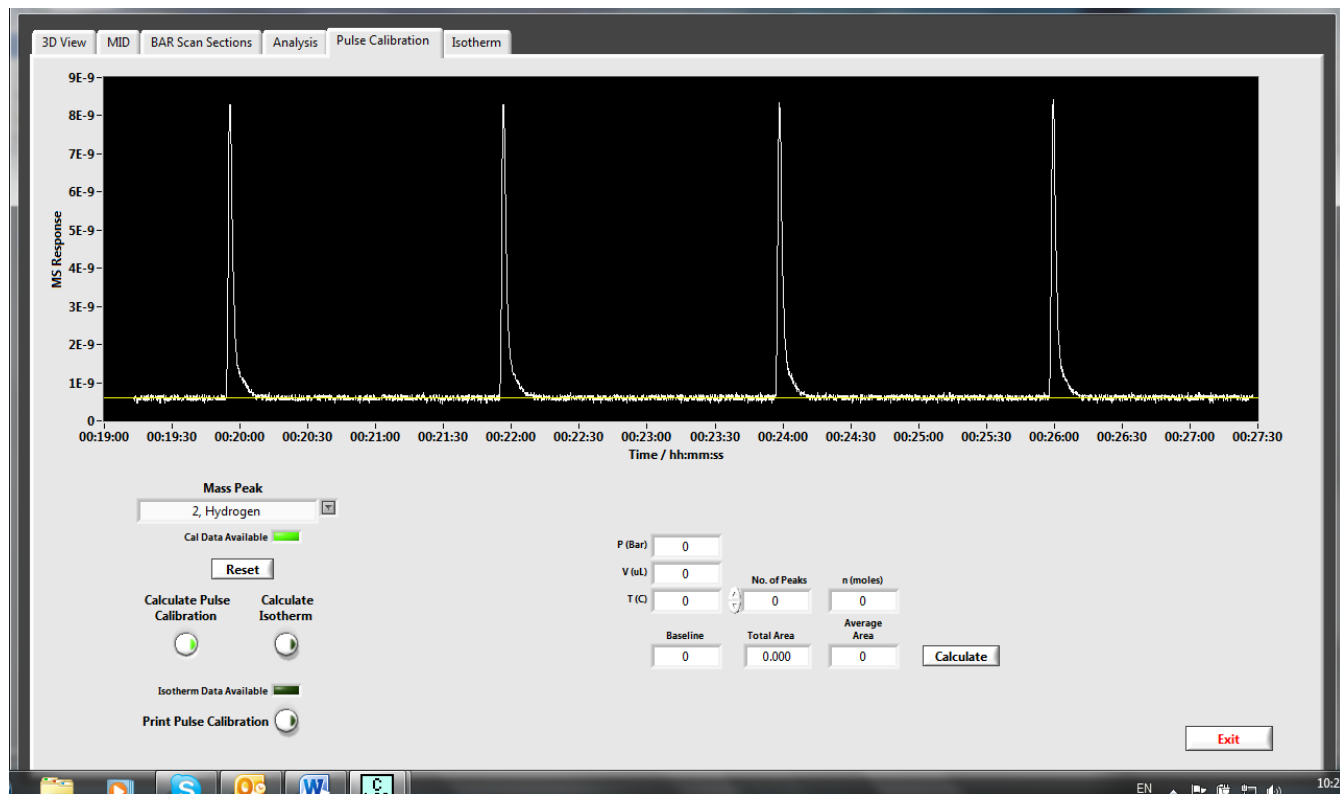 3D View MID BAR Scan Sections Analysis Pulse Calibration Isotherm
9E-9
8E-9
7E-9
6E-9
5E-9
4E-9
3E-9
2E-9
1E-9
0
MS Response
00:19:00 00:19:30 00:20:00 00:20:30 00:21:00 00:21:30 00:22:00 00:22:30 00:23:00 00:23:30 00:24:00 00:24:30 00:25:00 00:25:30 00:26:00 00:26:30 00:27:00 00:27:30
Time / hh:mm:ss
Mass Peak
2, Hydrogen
Cal Data Available
Reset
Calculate Pulse
Calibration
Calculate
Isotherm
Isotherm Data Available
Print Pulse Calibration
P (Bar) 0
V (uL) 0
No. of Peaks n (moles)
T (C) 0 0 0
Baseline Total Area Average
Area
0 0.000 0 Calculate
Exit
EN